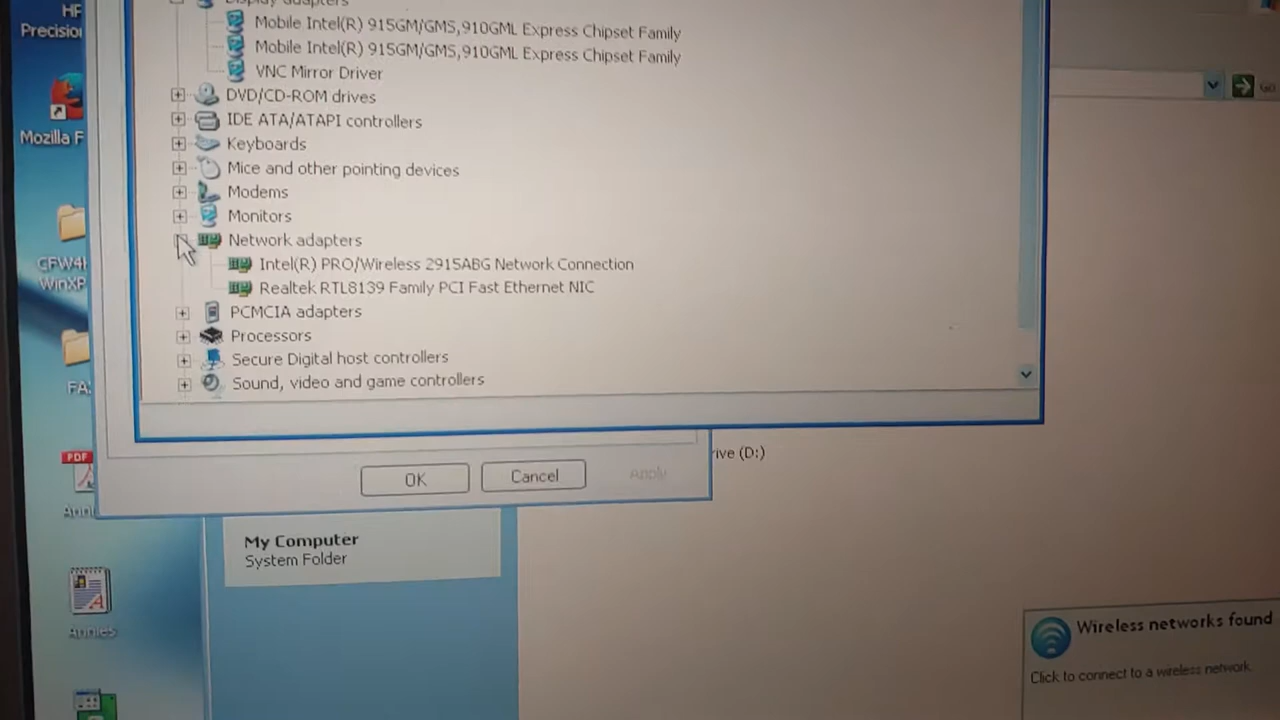 HP
Precision
Mozilla F
CFW4
WinXP
FA
PDF
Display adapters
Mobile Intel(R) 915GM/GMS,910GML Express Chipset Family
Mobile Intel(R) 915GM/GMS,910GML Express Chipset Family
VNC Mirror Driver
DVD/CD-ROM drives
IDE ATA/ATAPI controllers
Keyboards
Mice and other pointing devices
Modems
Monitors
Network adapters
Intel(R) PRO/Wireless 2915ABG Network Connection
Realtek RTL8139 Family PCI Fast Ethernet NIC
PCMCIA adapters
Processors
Secure Digital host controllers
Sound, video and game controllers
Go
rive (D:)
OK Cancel Apply
My Computer
System Folder
Wireless networks found
Click to connect to a wireless network.